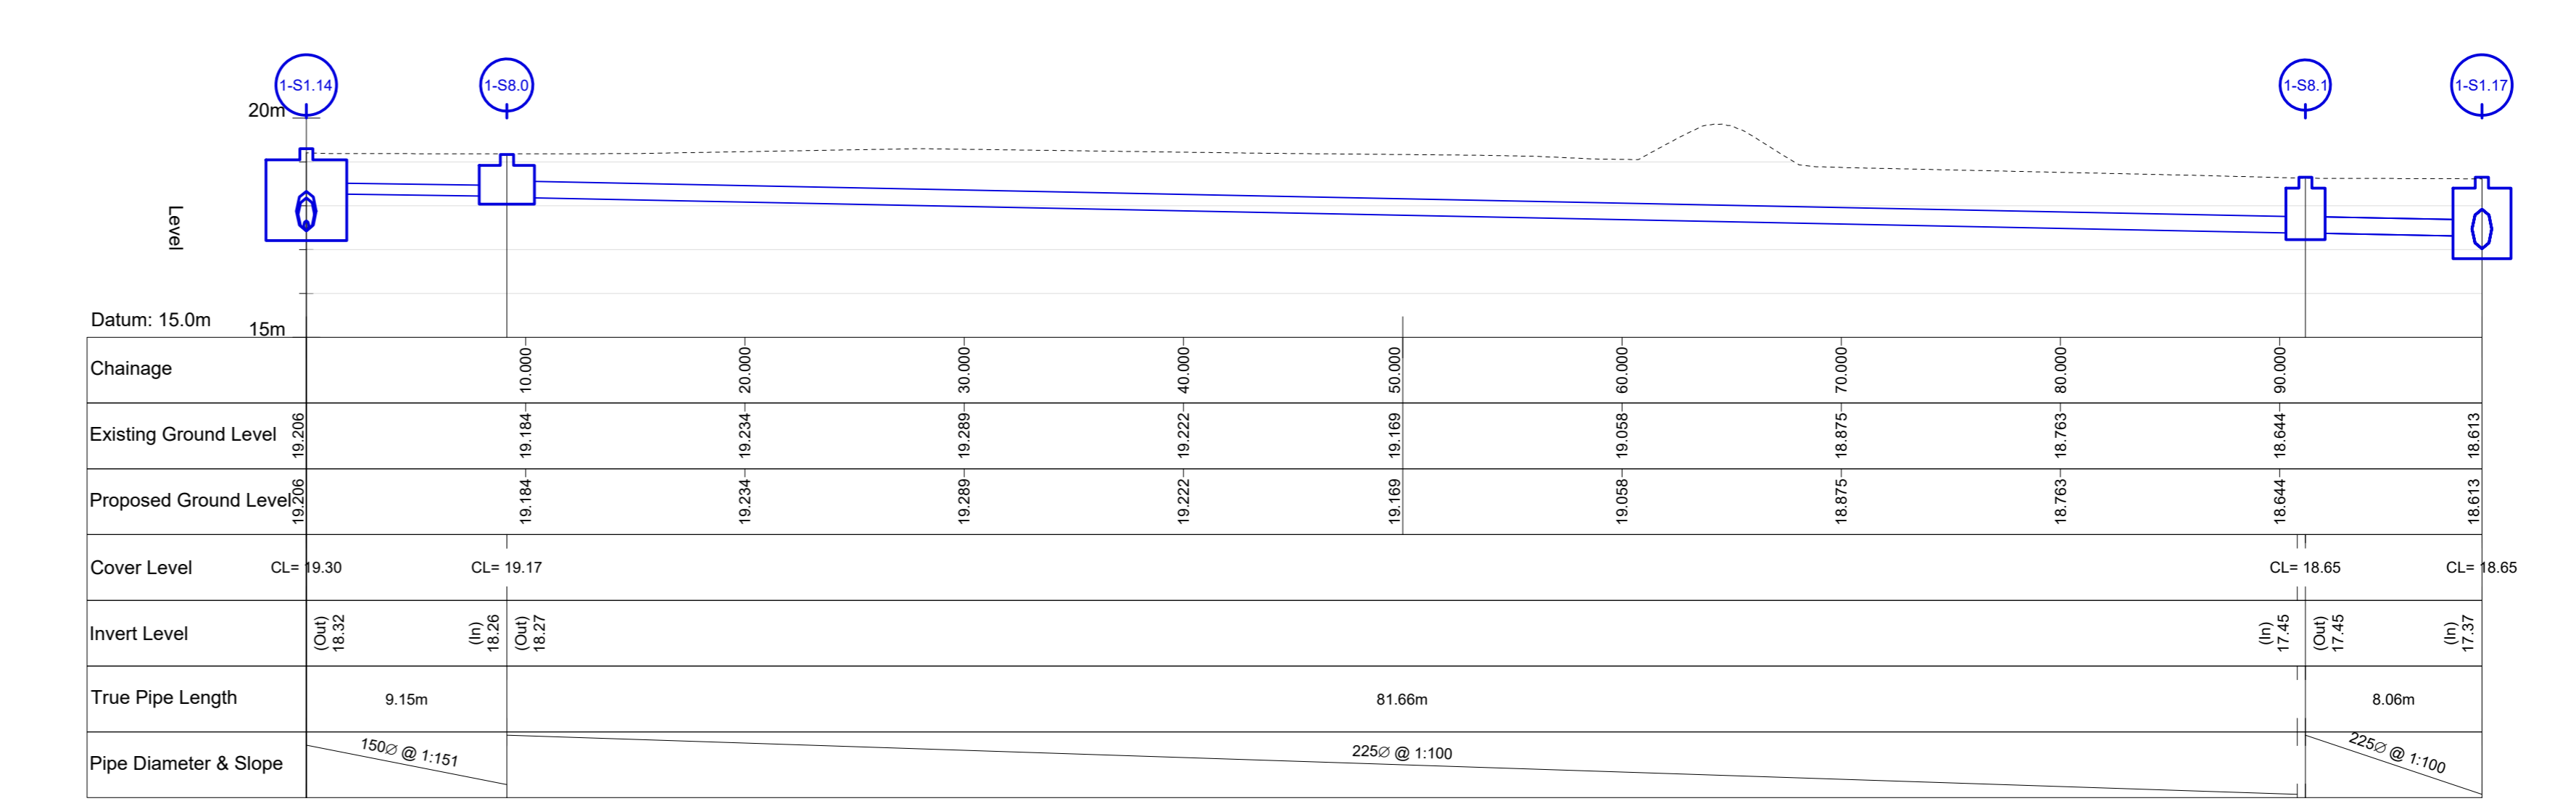 1-S1.14
1-S8.0
1-S8.1
1-S1.17
20m
Level
Datum: 15.0m
15m
Chainage
10.000
20.000
30.000
40.000
50.000
60.000
70.000
80.000
90.000
Existing Ground Level
19.206
19.184
19.234
19.289
19.222
19.169
19.058
18.875
18.763
18.644
18.613
Proposed Ground Level
19.206
19.184
19.234
19.289
19.222
19.169
19.058
18.875
18.763
18.644
18.613
Cover Level
CL= 19.30
CL= 19.17
CL= 18.65
CL= 18.65
Invert Level
(Out)
18.32
(In)
18.26
(Out)
18.27
(In)
17.45
(Out)
17.45
(In)
17.37
True Pipe Length
9.15m
81.66m
8.06m
Pipe Diameter & Slope
150∅ @ 1:151
225∅ @ 1:100
225∅ @ 1:100